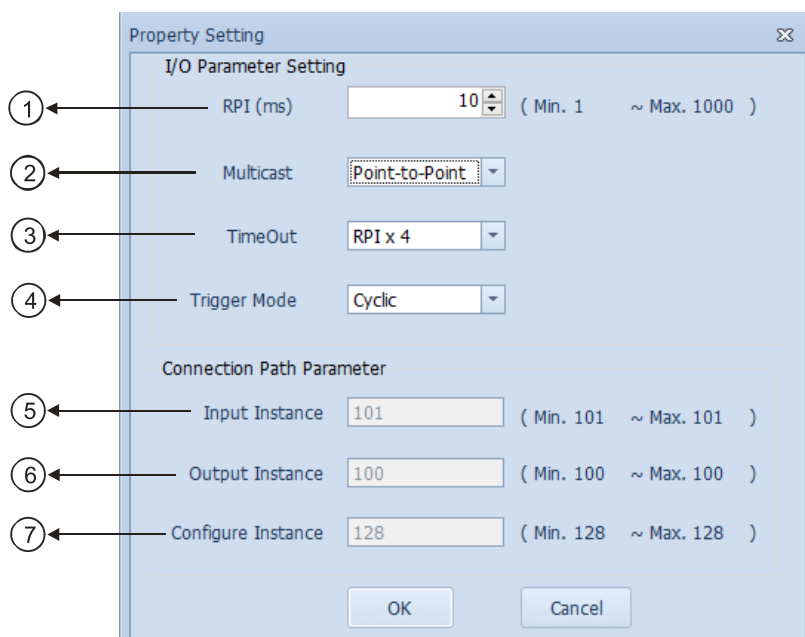 Property Setting
I/O Parameter Setting
1 RPI (ms) 10 ( Min. 1 ~ Max. 1000 )
2 Multicast Point-to-Point
3 TimeOut RPI x 4
4 Trigger Mode Cyclic
Connection Path Parameter
5 Input Instance 101 ( Min. 101 ~ Max. 101 )
6 Output Instance 100 ( Min. 100 ~ Max. 100 )
7 Configure Instance 128 ( Min. 128 ~ Max. 128 )
OK Cancel